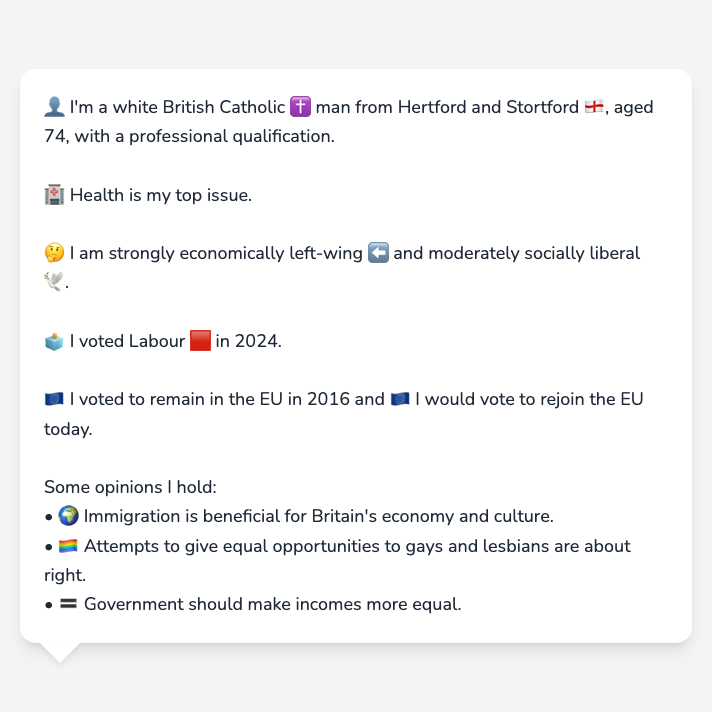 👤 I'm a white British Catholic ✝️ man from Hertford and Stortford 🏴󠁧󠁢󠁥󠁮󠁧󠁿, aged
74, with a professional qualification.
🏥 Health is my top issue.
🤔 I am strongly economically left-wing ⬅️ and moderately socially liberal
🕊️.
🗳️ I voted Labour 🟥 in 2024.
🇪🇺 I voted to remain in the EU in 2016 and 🇪🇺 I would vote to rejoin the EU
today.
Some opinions I hold:
• 🌍 Immigration is beneficial for Britain's economy and culture.
• 🏳️‍🌈 Attempts to give equal opportunities to gays and lesbians are about
right.
• 🟰 Government should make incomes more equal.